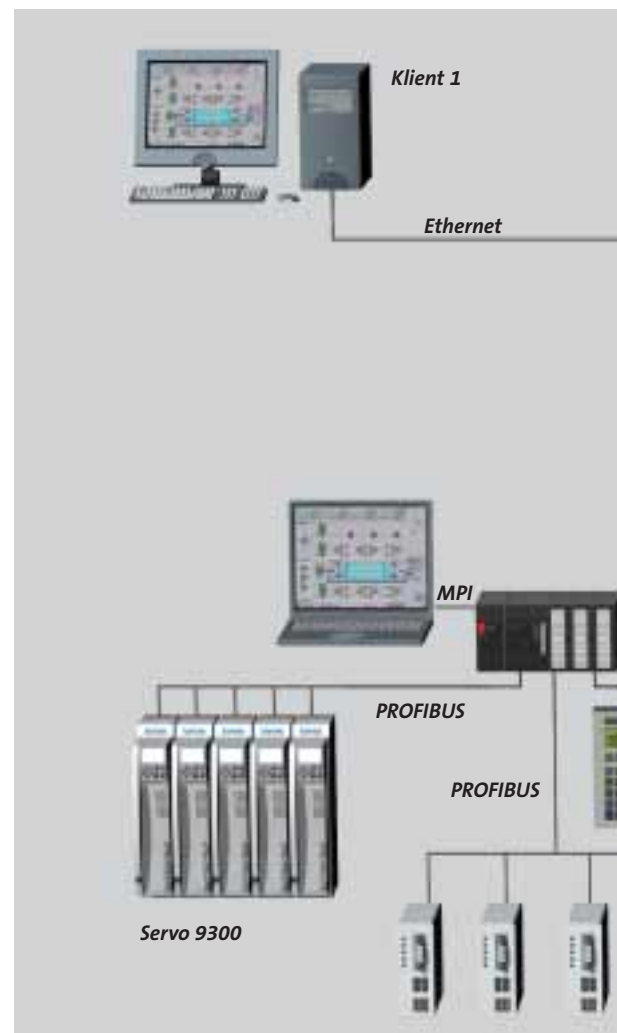 Klient 1
Ethernet
MPI
PROFIBUS
PROFIBUS
Servo 9300